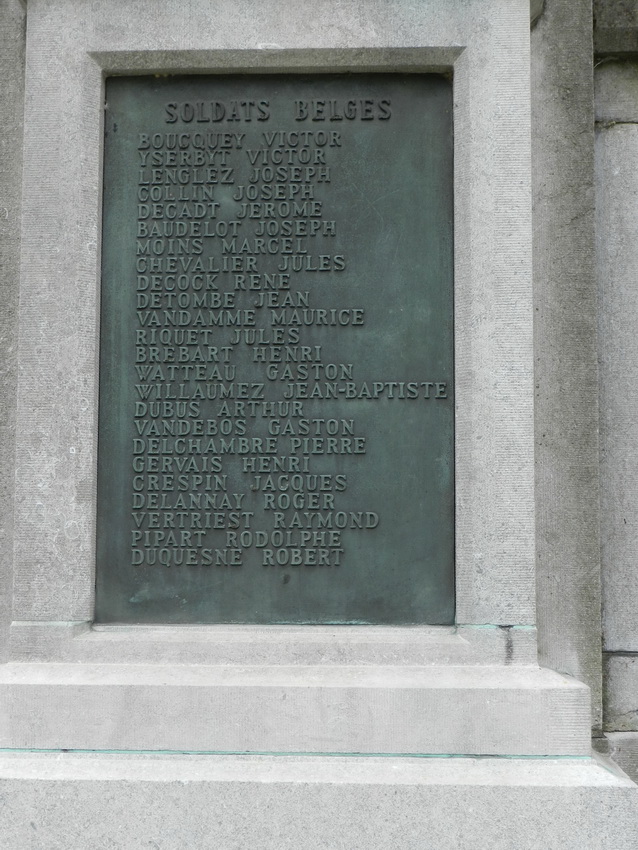 SOLDATS BELGES
BOUCQUEY VICTOR
YSERBYT VICTOR
LENGLEZ JOSEPH
COLLIN JOSEPH
DECADT JEROME
BAUDELOT JOSEPH
MOINS MARCEL
CHEVALIER JULES
DECOCK RENE
DETOMBE JEAN
VANDAMME MAURICE
RIQUET JULES
BREBART HENRI
WATTEAU GASTON
WILLAUMEZ JEAN-BAPTISTE
DUBUS ARTHUR
VANDEBOS GASTON
DELCHAMBRE PIERRE
GERVAIS HENRI
CRESPIN JACQUES
DELANNAY ROGER
VERTRIEST RAYMOND
PIPART RODOLPHE
DUQUESNE ROBERT